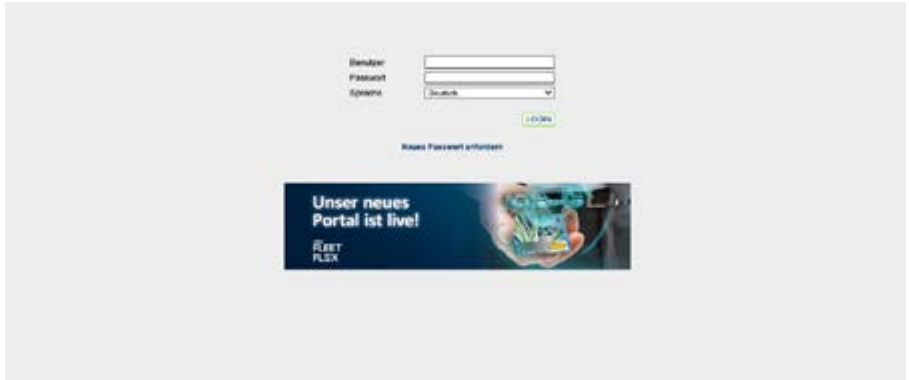 Benutzer
Passwort
Sprache
Deutsch
LOGIN
Neues Passwort anfordern
Unser neues
Portal ist live!
FLEET
FLEX